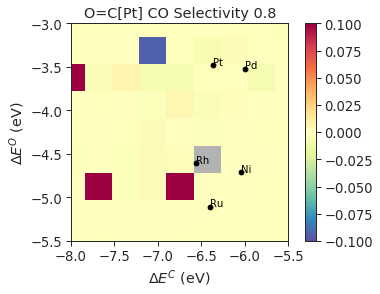 O=C[Pt] CO Selectivity 0.8
−3.0
−3.5
−4.0
−4.5
−5.0
−5.5
ΔE^O (eV)
Pt
Pd
Rh
Ni
Ru
−8.0 −7.5 −7.0 −6.5 −6.0 −5.5
ΔE^C (eV)
0.100
0.075
0.050
0.025
0.000
−0.025
−0.050
−0.075
−0.100